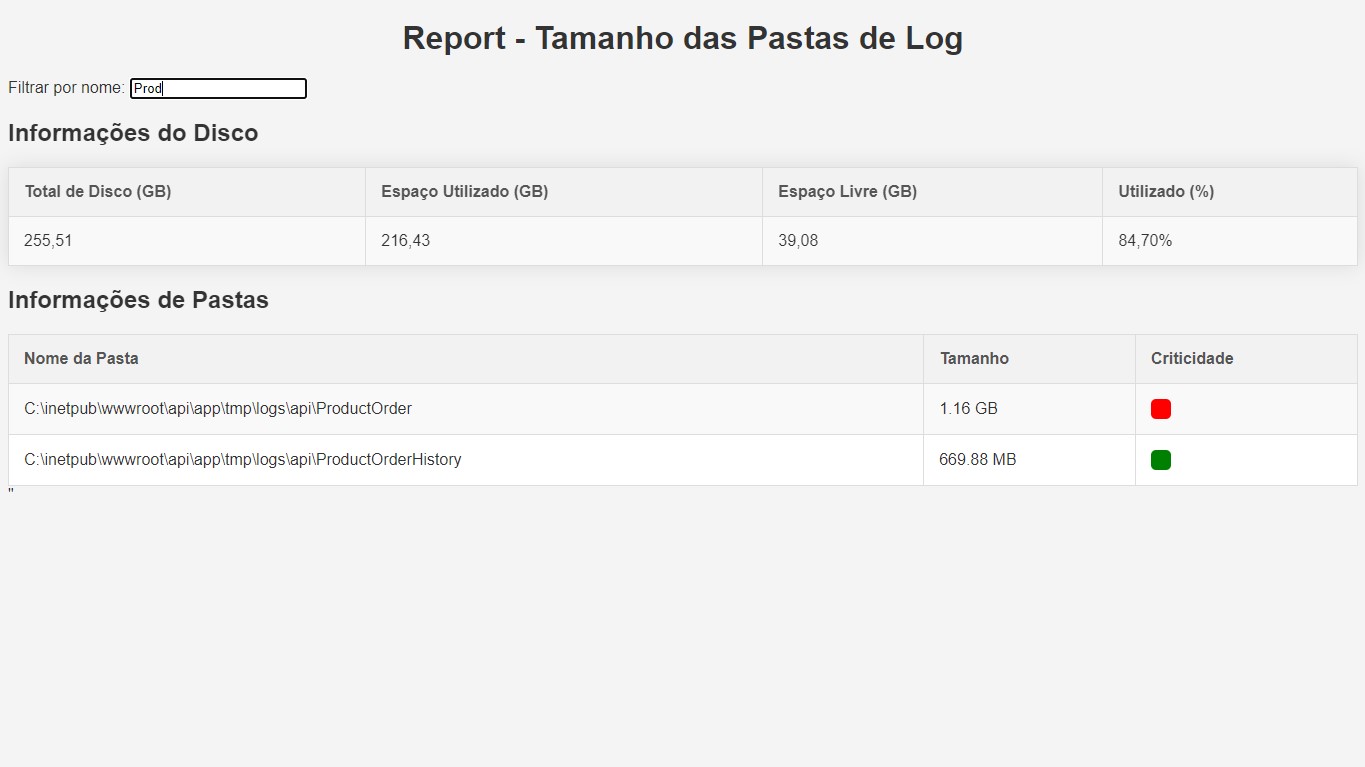 Report - Tamanho das Pastas de Log
Filtrar por nome: Prod
Informações do Disco
Total de Disco (GB) Espaço Utilizado (GB) Espaço Livre (GB) Utilizado (%)
255,51 216,43 39,08 84,70%
Informações de Pastas
Nome da Pasta Tamanho Criticidade
C:\inetpub\wwwroot\api\app\tmp\logs\api\ProductOrder 1.16 GB
C:\inetpub\wwwroot\api\app\tmp\logs\api\ProductOrderHistory 669.88 MB
"